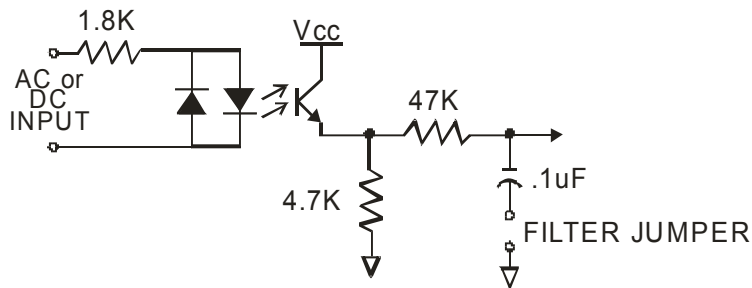 1.8K
Vcc
AC or
DC
INPUT
47K
4.7K
.1uF
FILTER JUMPER